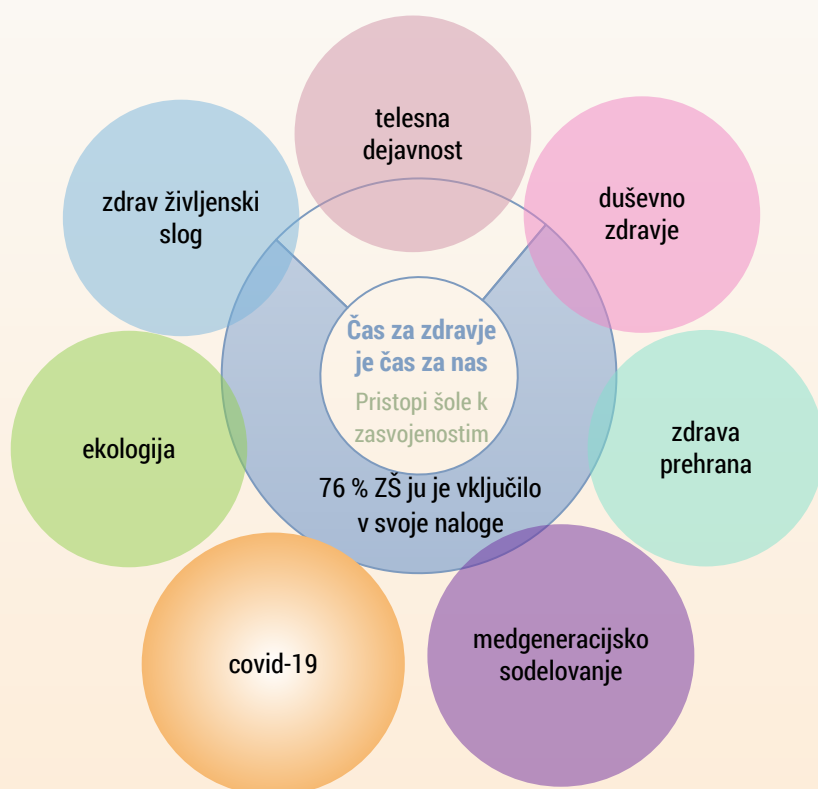 telesna
dejavnost
zdrav življenski
slog
duševno
zdravje
Čas za zdravje
je čas za nas
Pristopi šole k
zasvojenostim
ekologija
zdrava
prehrana
76 % ZŠ ju je vključilo
v svoje naloge
covid-19
medgeneracijsko
sodelovanje